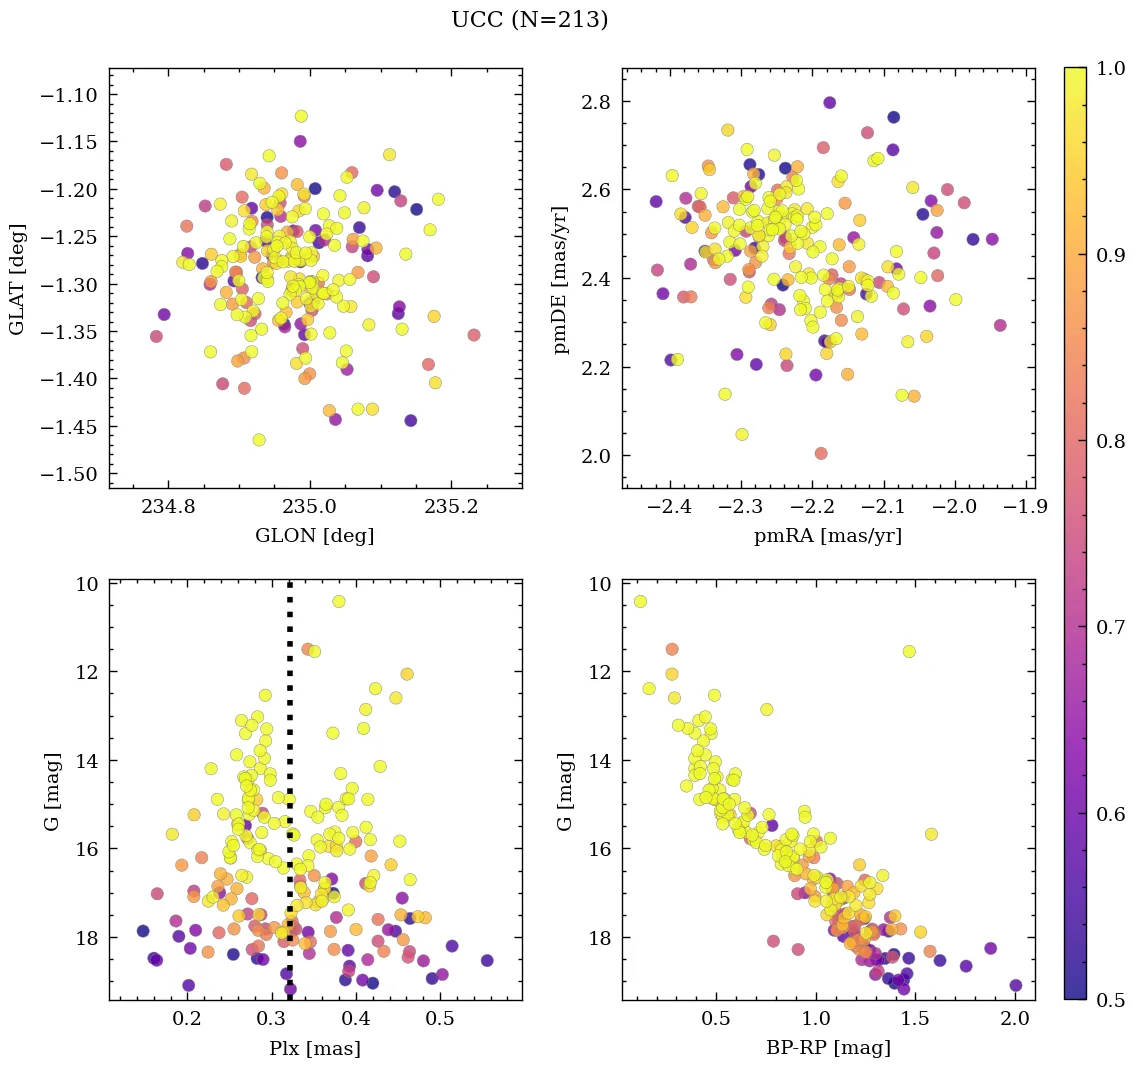 UCC (N=213)
−1.10
−1.15
−1.20
−1.25
−1.30
−1.35
−1.40
−1.45
−1.50
GLAT [deg]
234.8 235.0 235.2
GLON [deg]
2.8
2.6
2.4
2.2
2.0
pmDE [mas/yr]
−2.4 −2.3 −2.2 −2.1 −2.0 −1.9
pmRA [mas/yr]
10
12
14
16
18
G [mag]
0.2 0.3 0.4 0.5
Plx [mas]
10
12
14
16
18
G [mag]
0.5 1.0 1.5 2.0
BP-RP [mag]
1.0
0.9
0.8
0.7
0.6
0.5